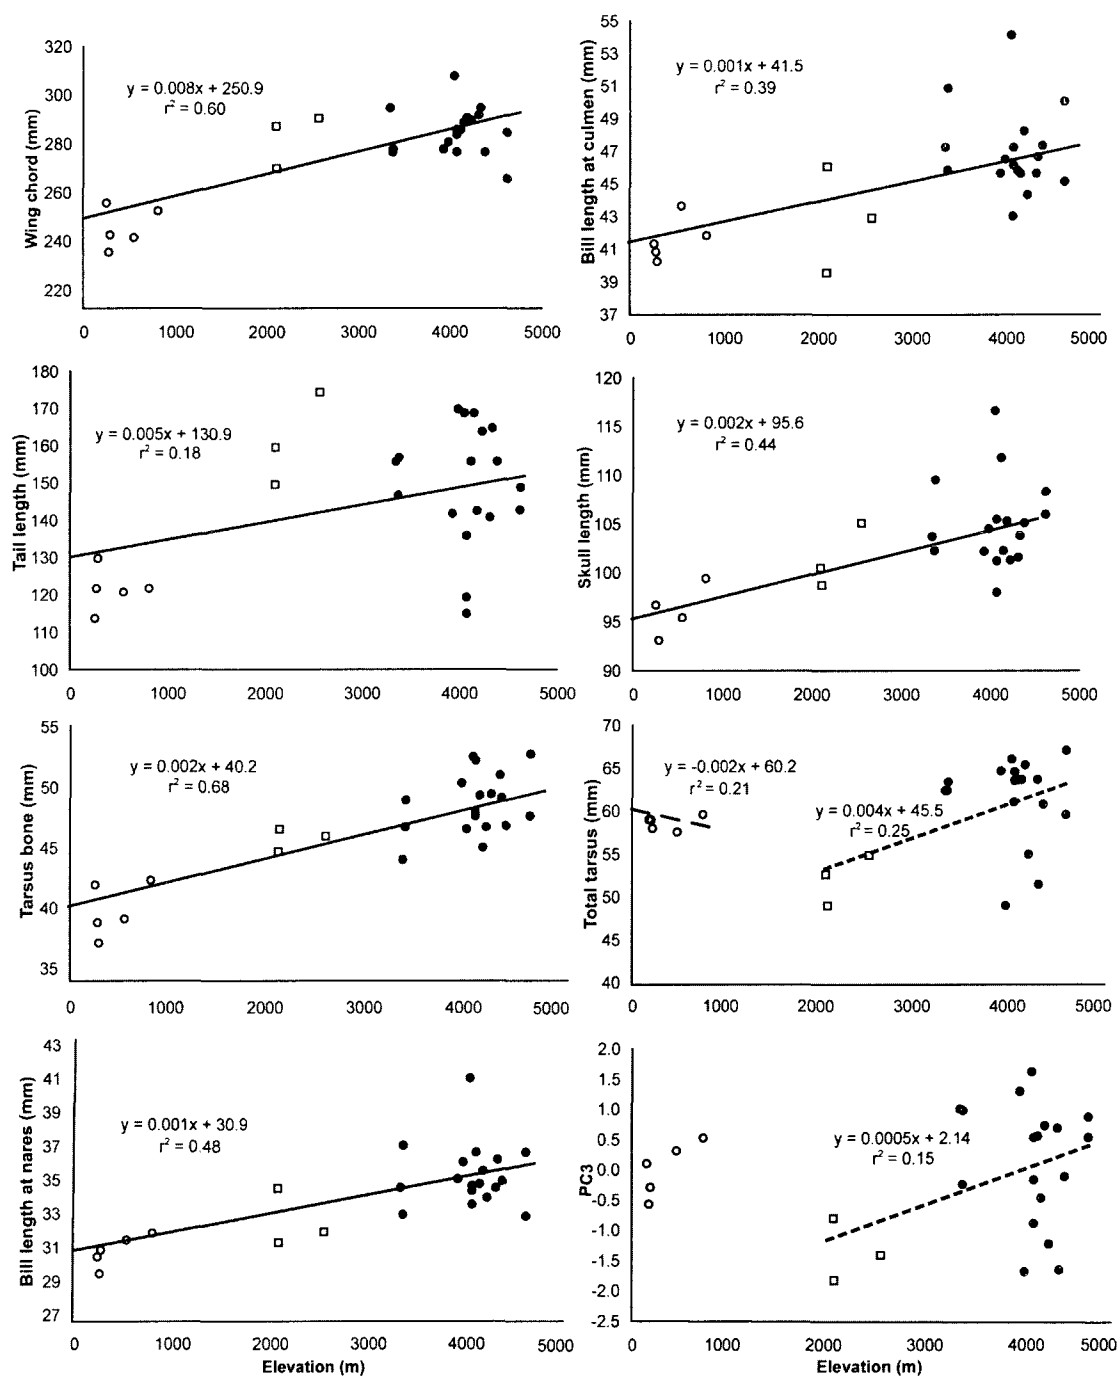 Wing chord (mm)
320
300
280
260
240
220
y = 0.008x + 250.9
r² = 0.60
0 1000 2000 3000 4000 5000
Bill length at culmen (mm)
55
53
51
49
47
45
43
41
39
37
y = 0.001x + 41.5
r² = 0.39
0 1000 2000 3000 4000 5000
Tail length (mm)
180
170
160
150
140
130
120
110
100
y = 0.005x + 130.9
r² = 0.18
0 1000 2000 3000 4000 5000
Skull length (mm)
120
115
110
105
100
95
90
y = 0.002x + 95.6
r² = 0.44
0 1000 2000 3000 4000 5000
Tarsus bone (mm)
55
50
45
40
35
y = 0.002x + 40.2
r² = 0.68
0 1000 2000 3000 4000 5000
Total tarsus (mm)
70
65
60
55
50
45
40
y = -0.002x + 60.2
r² = 0.21
y = 0.004x + 45.5
r² = 0.25
0 1000 2000 3000 4000 5000
Bill length at nares (mm)
43
41
39
37
35
33
31
29
27
y = 0.001x + 30.9
r² = 0.48
0 1000 2000 3000 4000 5000
Elevation (m)
PC3
2.0
1.5
1.0
0.5
0.0
-0.5
-1.0
-1.5
-2.0
-2.5
y = 0.0005x + 2.14
r² = 0.15
0 1000 2000 3000 4000 5000
Elevation (m)